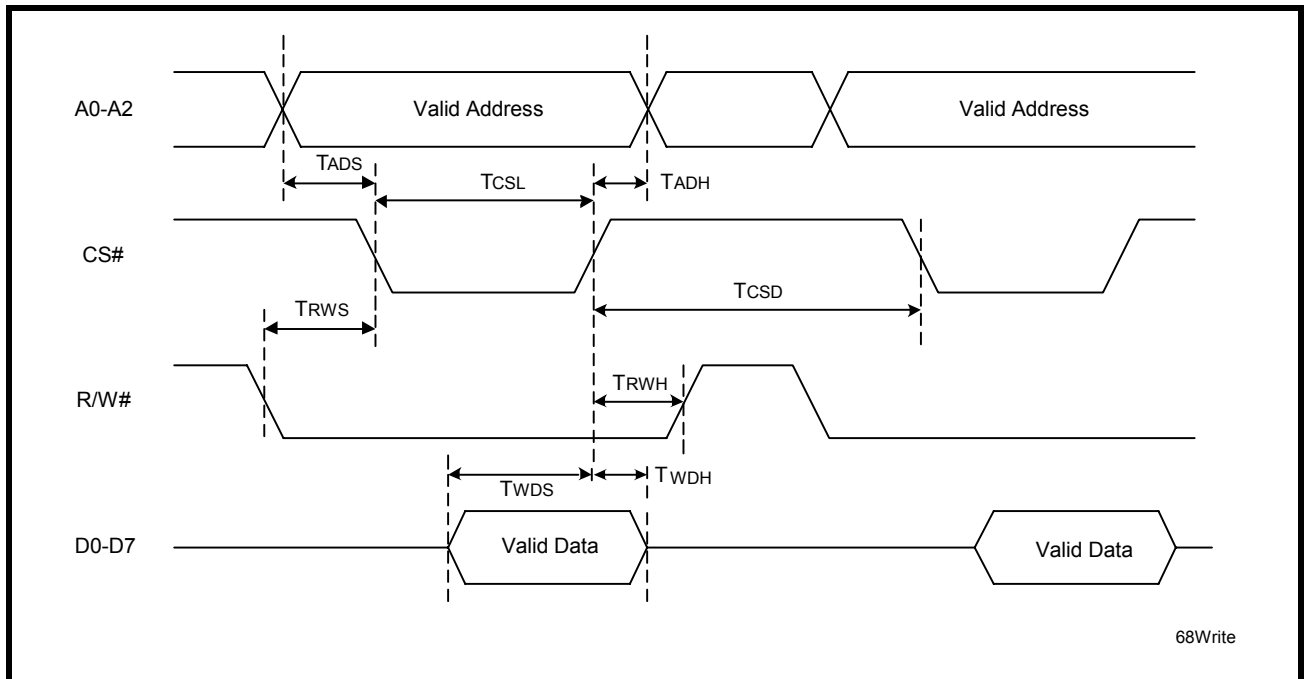 A0-A2
Valid Address
Valid Address
TADS
TCSL
TADH
CS#
TCSD
TRWS
TRWH
R/W#
TWDS
TWDH
D0-D7
Valid Data
Valid Data
68Write